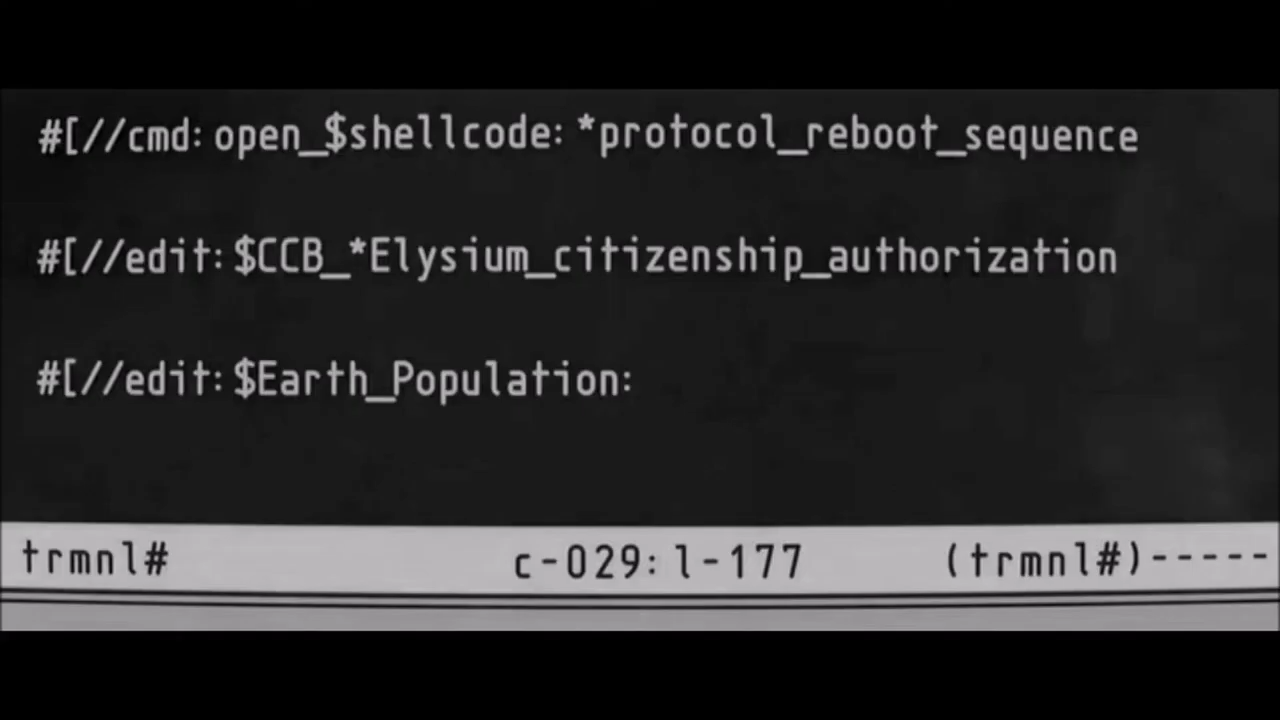 #[//cmd: open_$shellcode: *protocol_reboot_sequence
#[//edit: $CCB_*Elysium_citizenship_authorization
#[//edit: $Earth_Population:
trmnl# c-029: l-177 (trmnl#)-----